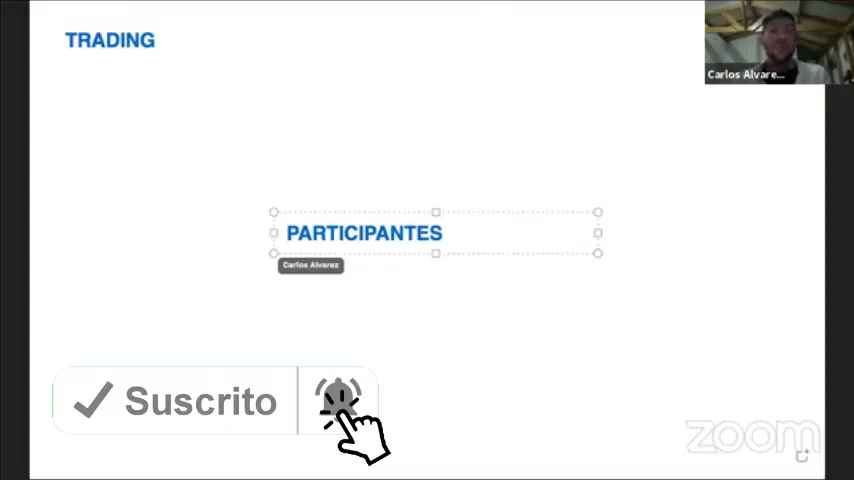 TRADING
Carlos Alvare...
PARTICIPANTES
Carlos Alvarez
Suscrito
zoom